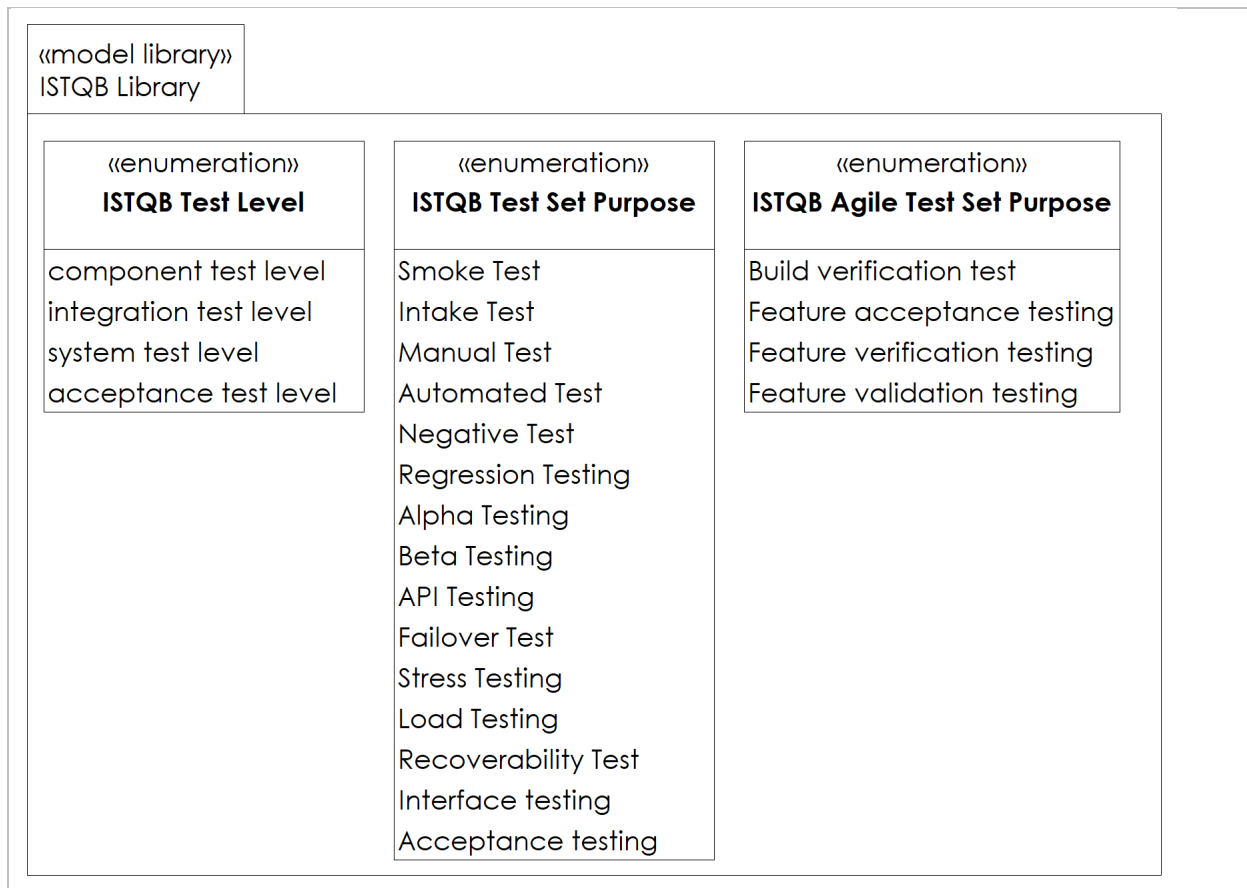 «model library»
ISTQB Library
«enumeration»
ISTQB Test Level
component test level
integration test level
system test level
acceptance test level
«enumeration»
ISTQB Test Set Purpose
Smoke Test
Intake Test
Manual Test
Automated Test
Negative Test
Regression Testing
Alpha Testing
Beta Testing
API Testing
Failover Test
Stress Testing
Load Testing
Recoverability Test
Interface testing
Acceptance testing
«enumeration»
ISTQB Agile Test Set Purpose
Build verification test
Feature acceptance testing
Feature verification testing
Feature validation testing